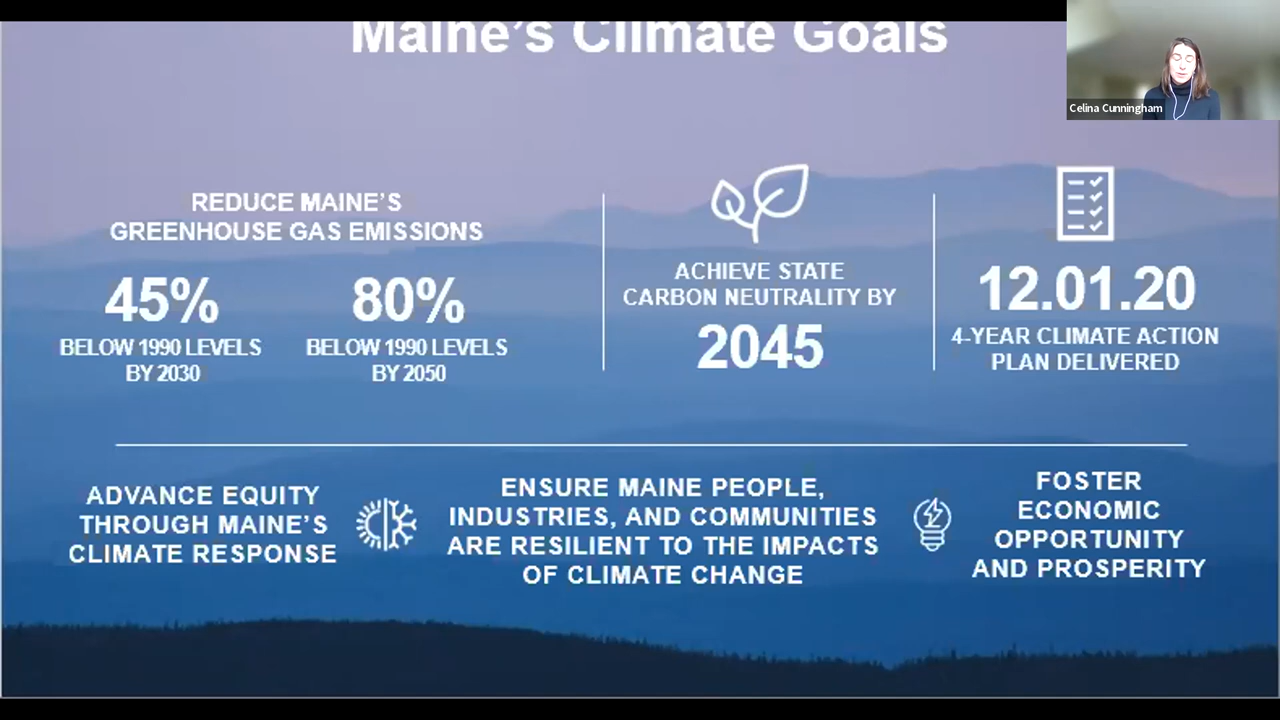 Maine's Climate Goals
Celina Cunningham
REDUCE MAINE'S
GREENHOUSE GAS EMISSIONS
45%
BELOW 1990 LEVELS
BY 2030
80%
BELOW 1990 LEVELS
BY 2050
ACHIEVE STATE
CARBON NEUTRALITY BY
2045
12.01.20
4-YEAR CLIMATE ACTION
PLAN DELIVERED
ADVANCE EQUITY
THROUGH MAINE'S
CLIMATE RESPONSE
ENSURE MAINE PEOPLE,
INDUSTRIES, AND COMMUNITIES
ARE RESILIENT TO THE IMPACTS
OF CLIMATE CHANGE
FOSTER
ECONOMIC
OPPORTUNITY
AND PROSPERITY